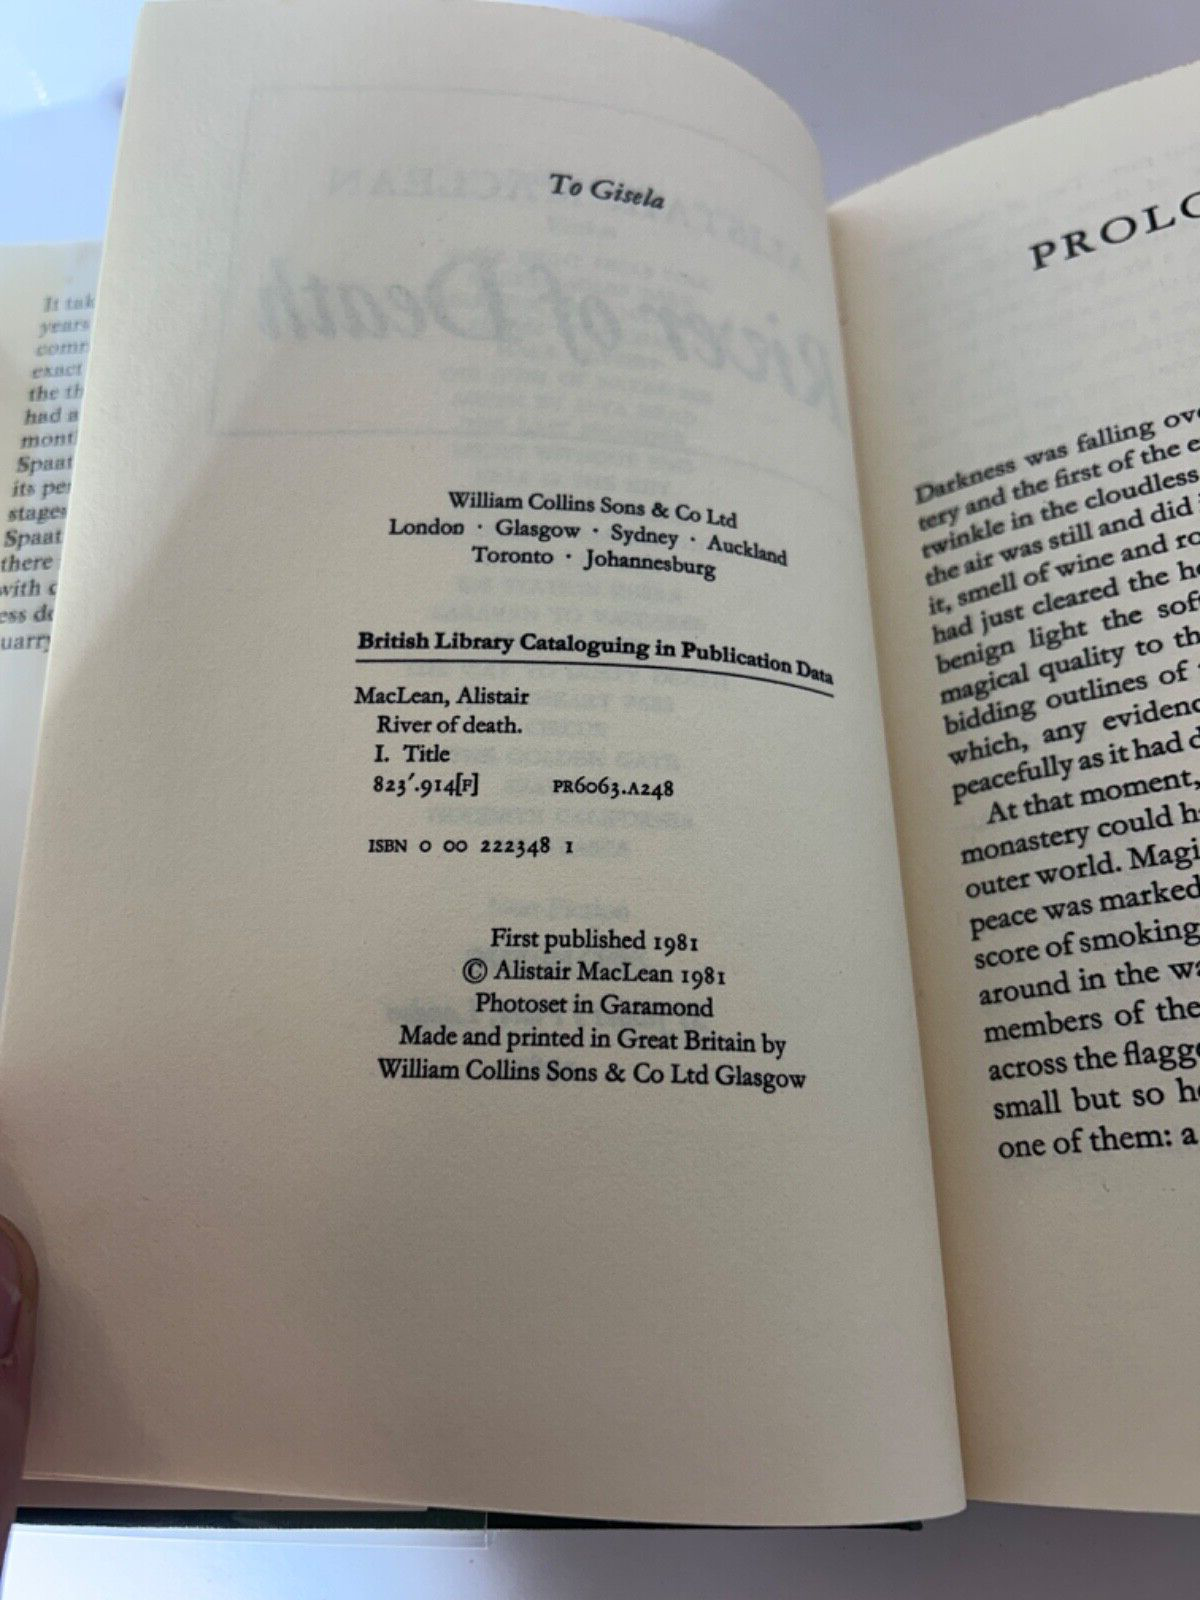 To Gisela
William Collins Sons & Co Ltd
London · Glasgow · Sydney · Auckland
Toronto · Johannesburg
British Library Cataloguing in Publication Data
MacLean, Alistair
River of death.
I. Title
823′.914[F] PR6063.A248
ISBN 0 00 222348 1
First published 1981
© Alistair MacLean 1981
Photoset in Garamond
Made and printed in Great Britain by
William Collins Sons & Co Ltd Glasgow
It tak
years
comm
exact
the th
had a
mont
Spaat
its pe
stages
Spaat
there
with c
ess de
uarry
PROLO
Darkness was falling ov
tery and the first of the e
twinkle in the cloudless
the air was still and did
it, smell of wine and ro
had just cleared the h
benign light the sof
magical quality to th
bidding outlines of
which, any evidenc
peacefully as it had d
At that moment,
monastery could h
outer world. Magi
peace was marked
score of smoking
around in the wa
members of the
across the flagg
small but so h
one of them: a